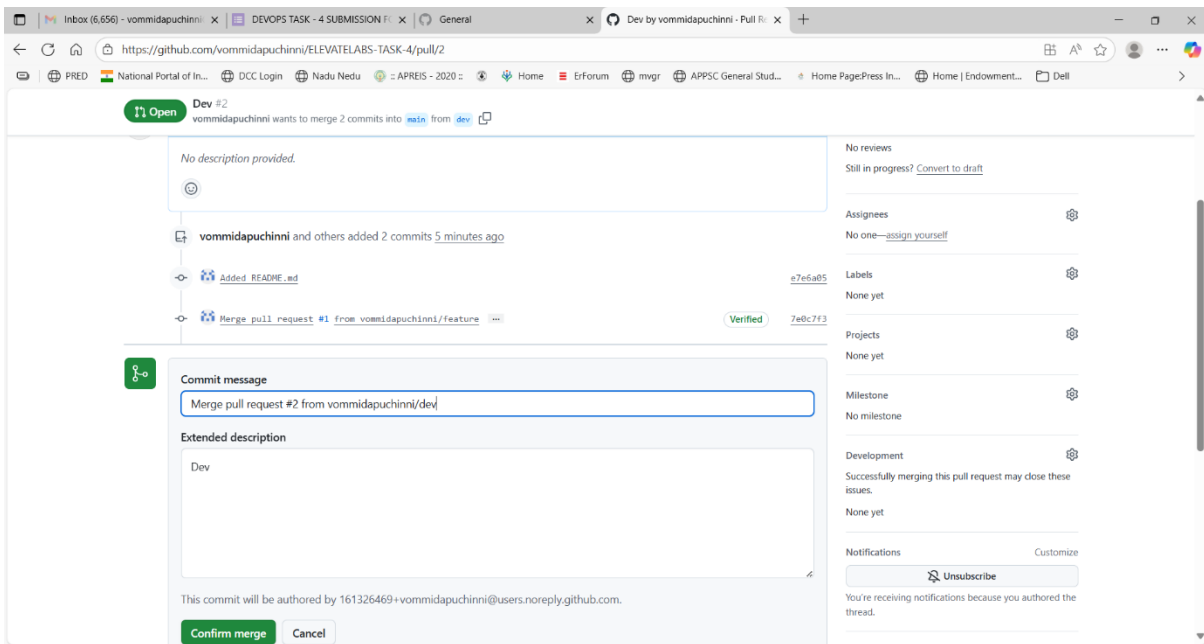 Inbox (6,656) - vommidapuchinni
DEVOPS TASK - 4 SUBMISSION FO
General
Dev by vommidapuchinni · Pull Re
https://github.com/vommidapuchinni/ELEVATELABS-TASK-4/pull/2
PRED
National Portal of In...
DCC Login
Nadu Nedu
:: APREIS - 2020 ::
Home
ErForum
mvgr
APPSC General Stud...
Home Page:Press In...
Home | Endowment...
Dell
Open
Dev #2
vommidapuchinni wants to merge 2 commits into main from dev
No description provided.
vommidapuchinni and others added 2 commits 5 minutes ago
Added README.md e7e6a05
Merge pull request #1 from vommidapuchinni/feature ... Verified 7e0c7f3
Commit message
Merge pull request #2 from vommidapuchinni/dev
Extended description
Dev
This commit will be authored by 161326469+vommidapuchinni@users.noreply.github.com.
Confirm merge
Cancel
No reviews
Still in progress? Convert to draft
Assignees
No one—assign yourself
Labels
None yet
Projects
None yet
Milestone
No milestone
Development
Successfully merging this pull request may close these
issues.
None yet
Notifications Customize
Unsubscribe
You're receiving notifications because you authored the
thread.